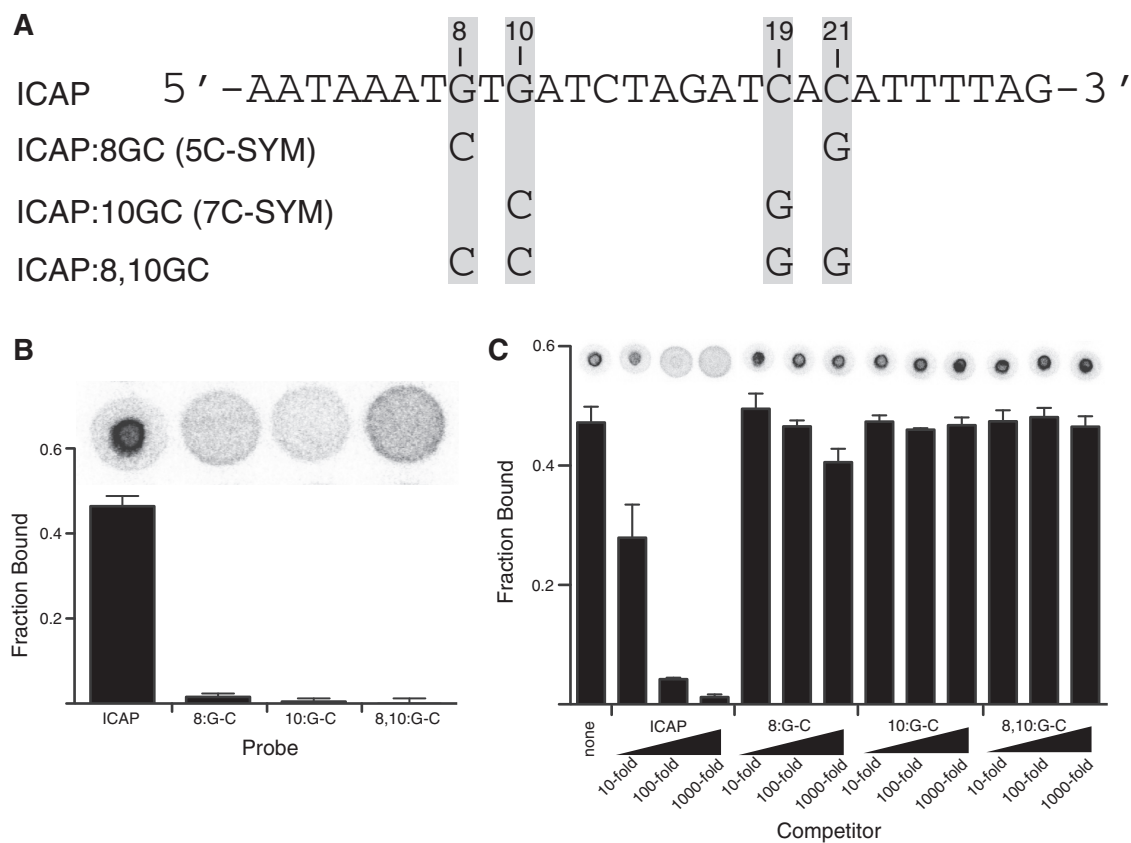 A
8 10 19 21
ICAP 5'-AATAAATGTGATCTAGATCACATTTTAG-3'
ICAP:8GC (5C-SYM) C G
ICAP:10GC (7C-SYM) C G
ICAP:8,10GC C C G G
B
0.6
0.4
0.2
Fraction Bound
ICAP 8:G-C 10:G-C 8,10:G-C
Probe
C
0.6
0.4
0.2
Fraction Bound
none ICAP 8:G-C 10:G-C 8,10:G-C
10-fold 100-fold 1000-fold 10-fold 100-fold 1000-fold 10-fold 100-fold 1000-fold 10-fold 100-fold 1000-fold
Competitor